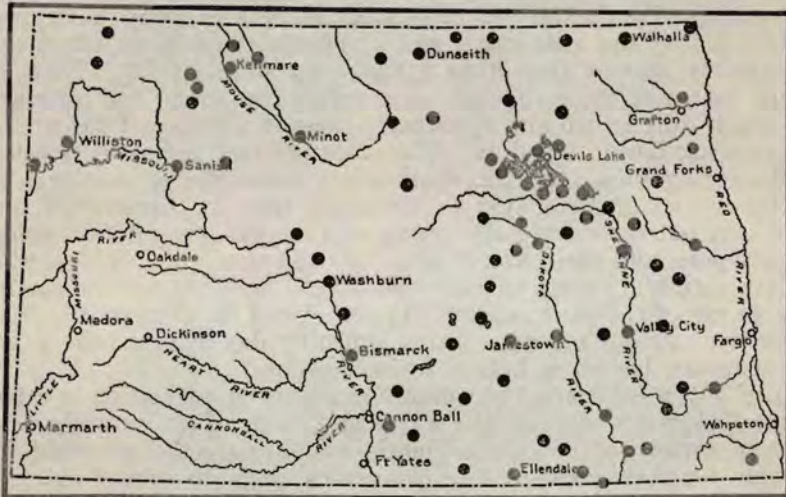 Walhalla
Dunseith
Kenmare
MOUSE
RIVER
Grafton
Minot
Williston
MISSOURI
Sanish
Devils Lake
Grand Forks
RED
RIVER
SHEYENNE
RIVER
DAKOTA
RIVER
MISSOURI
RIVER
LITTLE
Oakdale
Washburn
Medora
Dickinson
HEART
RIVER
Bismarck
RIVER
Jamestown
Valley City
Fargo
CANNONBALL
RIVER
Cannon Ball
Marmarth
Wahpeton
Ft Yates
Ellendale